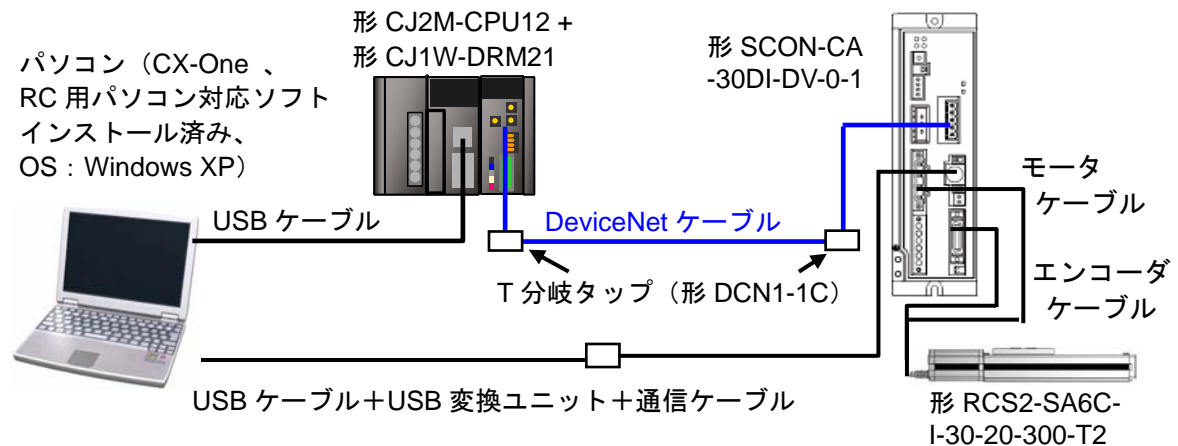 形 CJ2M-CPU12 +
形 CJ1W-DRM21
形 SCON-CA
-30DI-DV-0-1
パソコン（CX-One 、
RC 用パソコン対応ソフト
インストール済み、
OS：Windows XP）
モータ
ケーブル
USB ケーブル
DeviceNet ケーブル
T 分岐タップ（形 DCN1-1C）
エンコーダ
ケーブル
USB ケーブル＋USB 変換ユニット＋通信ケーブル
形 RCS2-SA6C-
I-30-20-300-T2